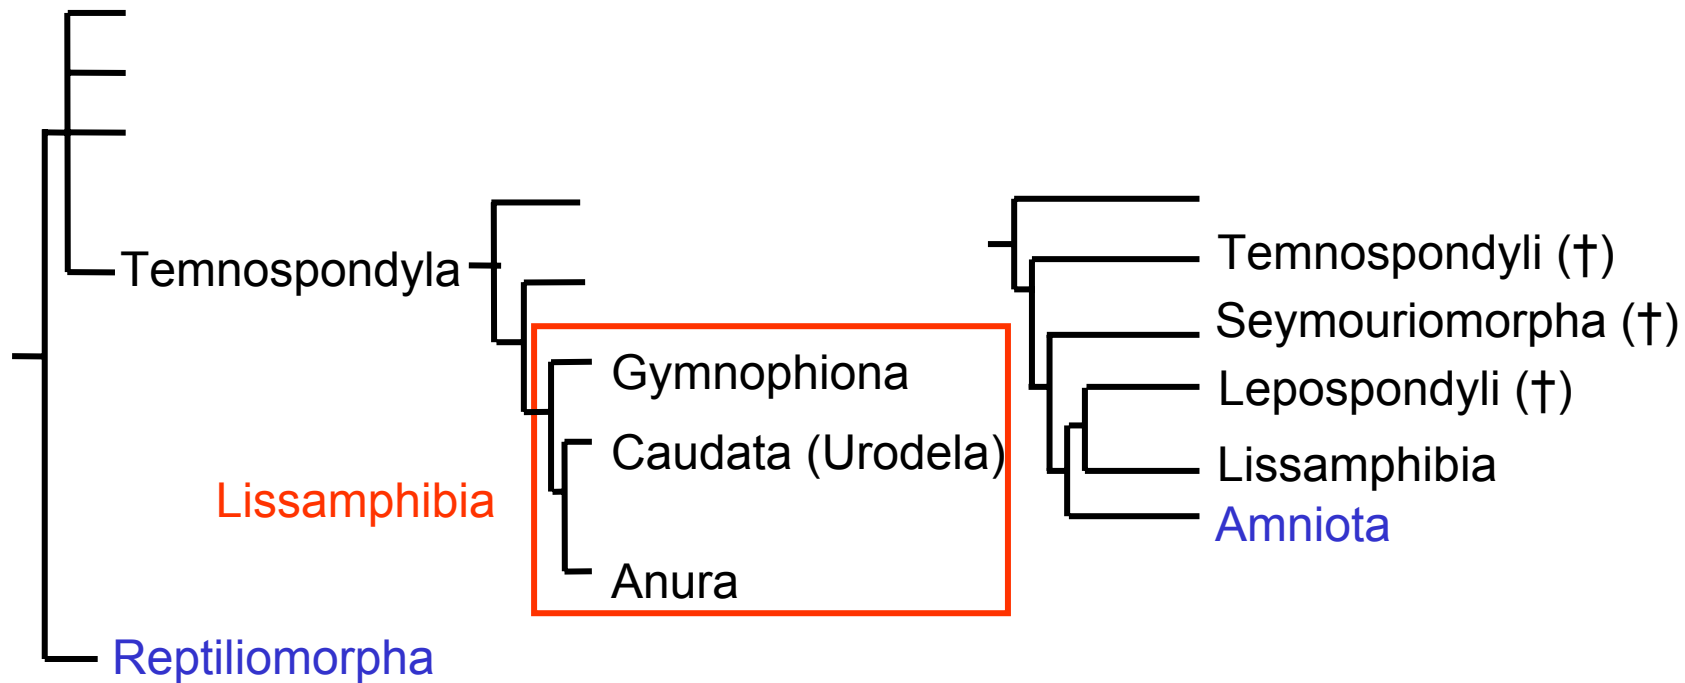 Temnospondyla
Gymnophiona
Caudata (Urodela)
Lissamphibia
Anura
Reptiliomorpha
Temnospondyli (†)
Seymouriomorpha (†)
Lepospondyli (†)
Lissamphibia
Amniota